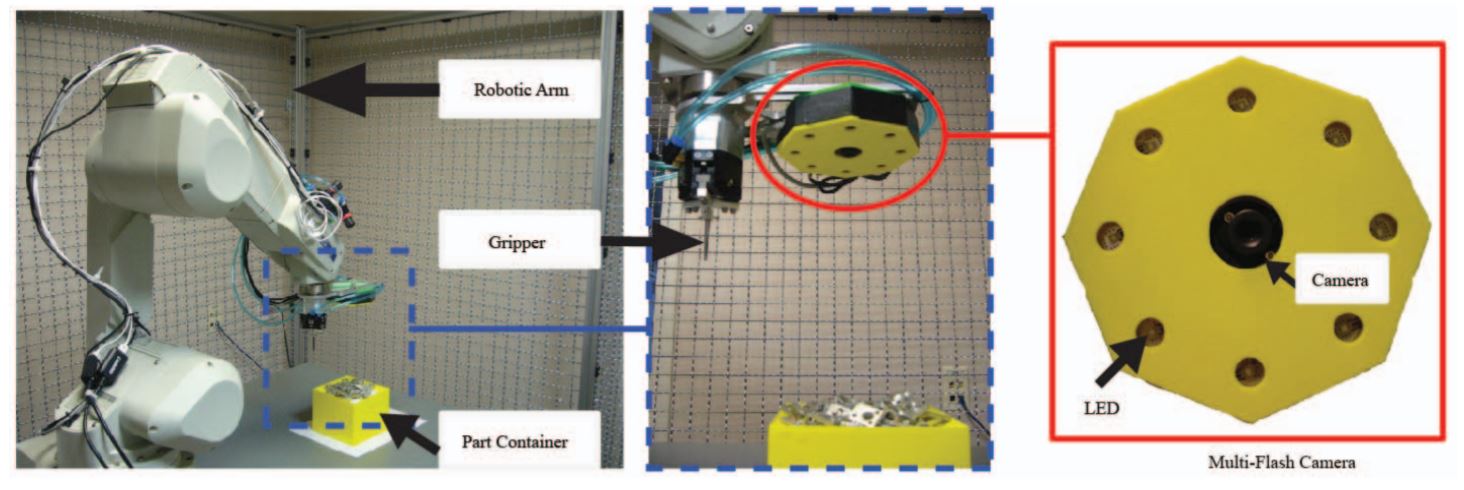 Robotic Arm
Gripper
Part Container
Camera
LED
Multi-Flash Camera